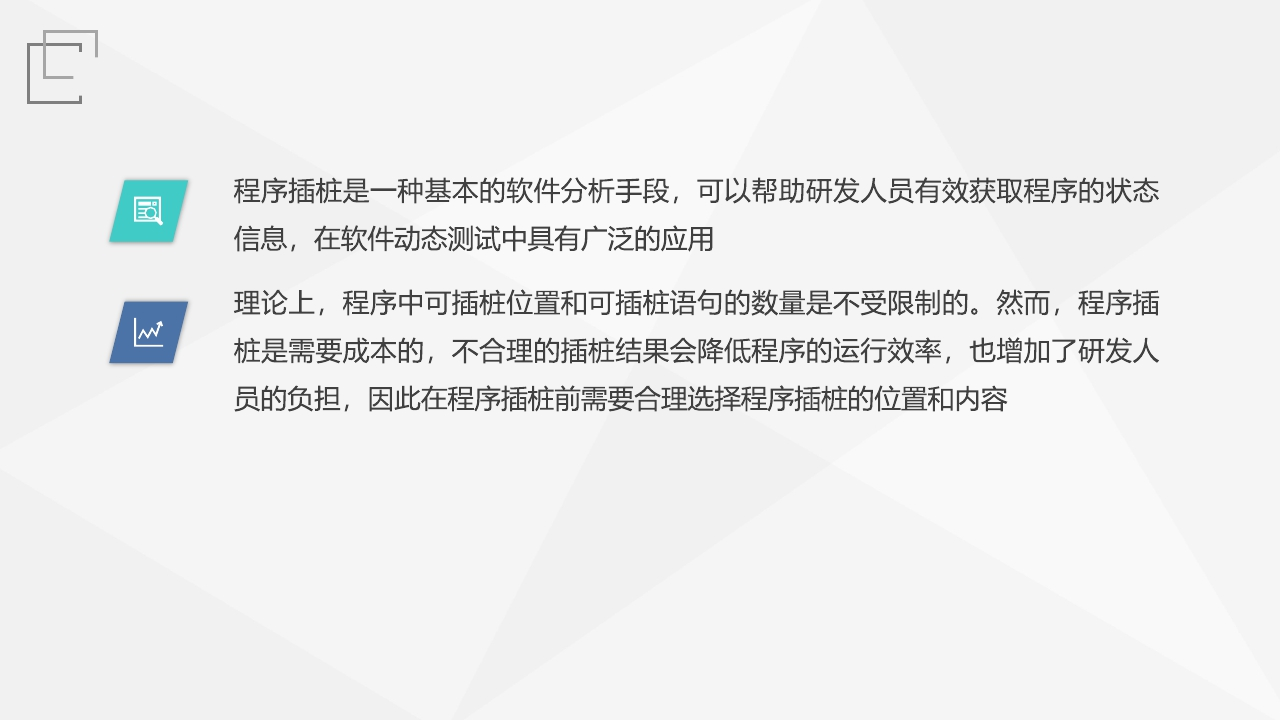 程序插桩是一种基本的软件分析手段，可以帮助研发人员有效获取程序的状态
信息，在软件动态测试中具有广泛的应用
理论上，程序中可插桩位置和可插桩语句的数量是不受限制的。然而，程序插
桩是需要成本的，不合理的插桩结果会降低程序的运行效率，也增加了研发人
员的负担，因此在程序插桩前需要合理选择程序插桩的位置和内容